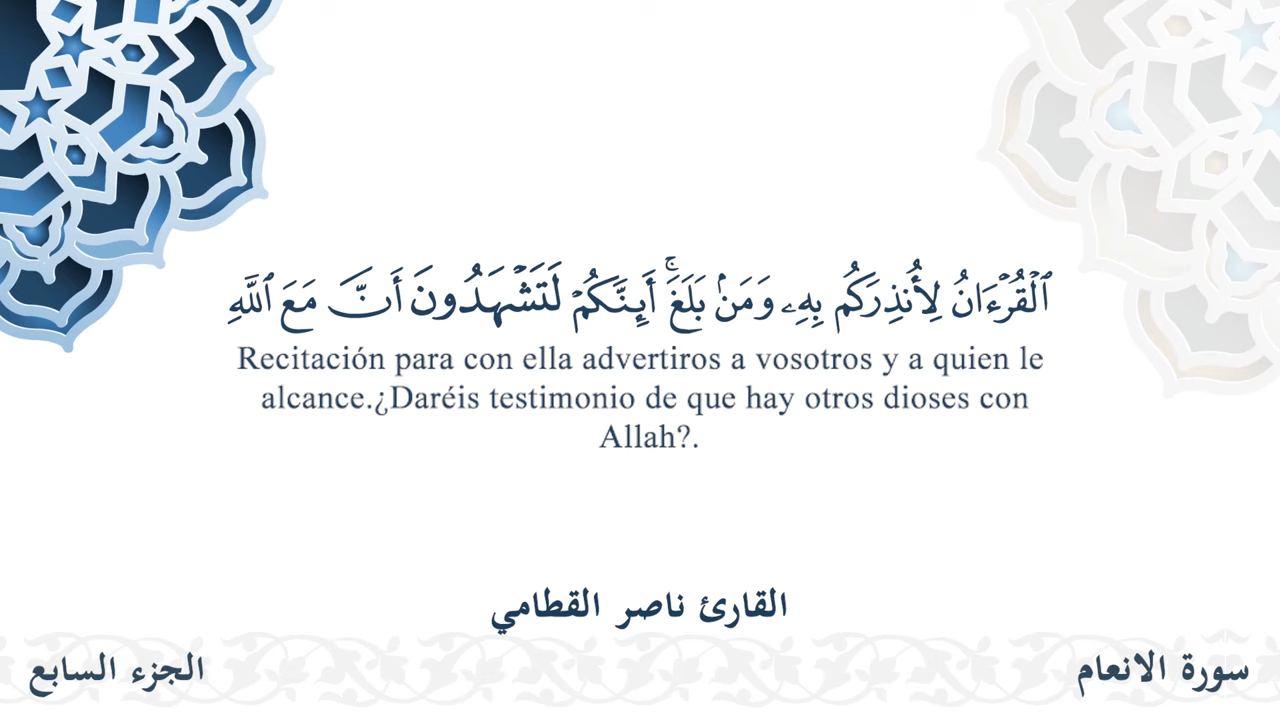 ٱلْقُرْءَانُ لِأُنذِرَكُم بِهِۦ وَمَنۢ بَلَغَۚ أَئِنَّكُمْ لَتَشْهَدُونَ أَنَّ مَعَ ٱللَّهِ
Recitación para con ella advertiros a vosotros y a quien le
alcance.¿Daréis testimonio de que hay otros dioses con
Allah?.
القارئ ناصر القطامي
سورة الانعام
الجزء السابع